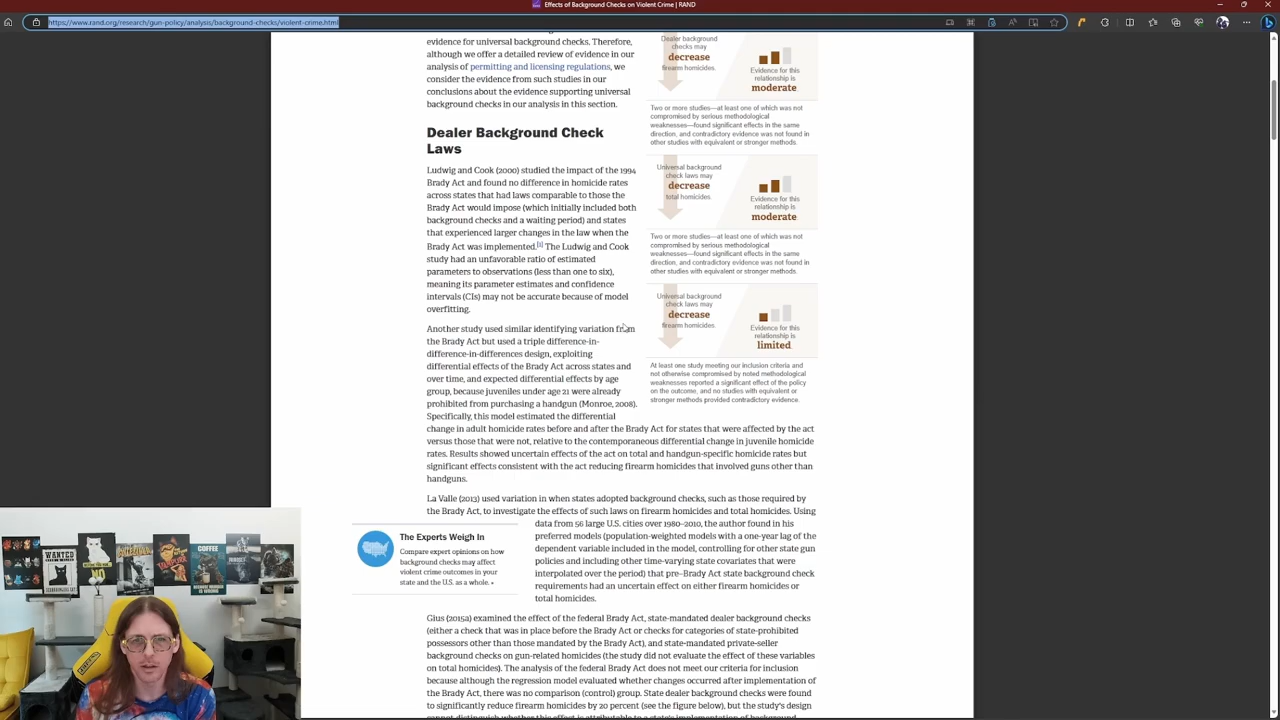 Effects of Background Checks on Violent Crime | RAND
https://www.rand.org/research/gun-policy/analysis/background-checks/violent-crime.html
evidence for universal background checks. Therefore,
although we offer a detailed review of evidence in our
analysis of permitting and licensing regulations, we
consider the evidence from such studies in our
conclusions about the evidence supporting universal
background checks in our analysis in this section.
Dealer Background Check
Laws
Ludwig and Cook (2000) studied the impact of the 1994
Brady Act and found no difference in homicide rates
across states that had laws comparable to those the
Brady Act would impose (which initially included both
background checks and a waiting period) and states
that experienced larger changes in the law when the
Brady Act was implemented.[1] The Ludwig and Cook
study had an unfavorable ratio of estimated
parameters to observations (less than one to six),
meaning its parameter estimates and confidence
intervals (CIs) may not be accurate because of model
overfitting.
Another study used similar identifying variation from
the Brady Act but used a triple difference-in-
difference-in-differences design, exploiting
differential effects of the Brady Act across states and
over time, and expected differential effects by age
group, because juveniles under age 21 were already
prohibited from purchasing a handgun (Monroe, 2008).
Specifically, this model estimated the differential
change in adult homicide rates before and after the Brady Act for states that were affected by the act
versus those that were not, relative to the contemporaneous differential change in juvenile homicide
rates. Results showed uncertain effects of the act on total and handgun-specific homicide rates but
significant effects consistent with the act reducing firearm homicides that involved guns other than
handguns.
La Valle (2013) used variation in when states adopted background checks, such as those required by
the Brady Act, to investigate the effects of such laws on firearm homicides and total homicides. Using
data from 56 large U.S. cities over 1980–2010, the author found in his
preferred models (population-weighted models with a one-year lag of the
dependent variable included in the model, controlling for other state gun
policies and including other time-varying state covariates that were
interpolated over the period) that pre–Brady Act state background check
requirements had an uncertain effect on either firearm homicides or
total homicides.
Gius (2015a) examined the effect of the federal Brady Act, state-mandated dealer background checks
(either a check that was in place before the Brady Act or checks for categories of state-prohibited
possessors other than those mandated by the Brady Act), and state-mandated private-seller
background checks on gun-related homicides (the study did not evaluate the effect of these variables
on total homicides). The analysis of the federal Brady Act does not meet our criteria for inclusion
because although the regression model evaluated whether changes occurred after implementation of
the Brady Act, there was no comparison (control) group. State dealer background checks were found
to significantly reduce firearm homicides by 20 percent (see the figure below), but the study's design
cannot distinguish whether this effect is attributable to a state's implementation of background
Dealer background
checks may
decrease
firearm homicides.
Evidence for this
relationship is
moderate
Two or more studies—at least one of which was not
compromised by serious methodological
weaknesses—found significant effects in the same
direction, and contradictory evidence was not found in
other studies with equivalent or stronger methods.
Universal background
check laws may
decrease
total homicides.
Evidence for this
relationship is
moderate
Two or more studies—at least one of which was not
compromised by serious methodological
weaknesses—found significant effects in the same
direction, and contradictory evidence was not found in
other studies with equivalent or stronger methods.
Universal background
check laws may
decrease
firearm homicides.
Evidence for this
relationship is
limited
At least one study meeting our inclusion criteria and
not otherwise compromised by noted methodological
weaknesses reported a significant effect of the policy
on the outcome, and no studies with equivalent or
stronger methods provided contradictory evidence.
The Experts Weigh In
Compare expert opinions on how
background checks may affect
violent crime outcomes in your
state and the U.S. as a whole. »
WANTED
COFFEE